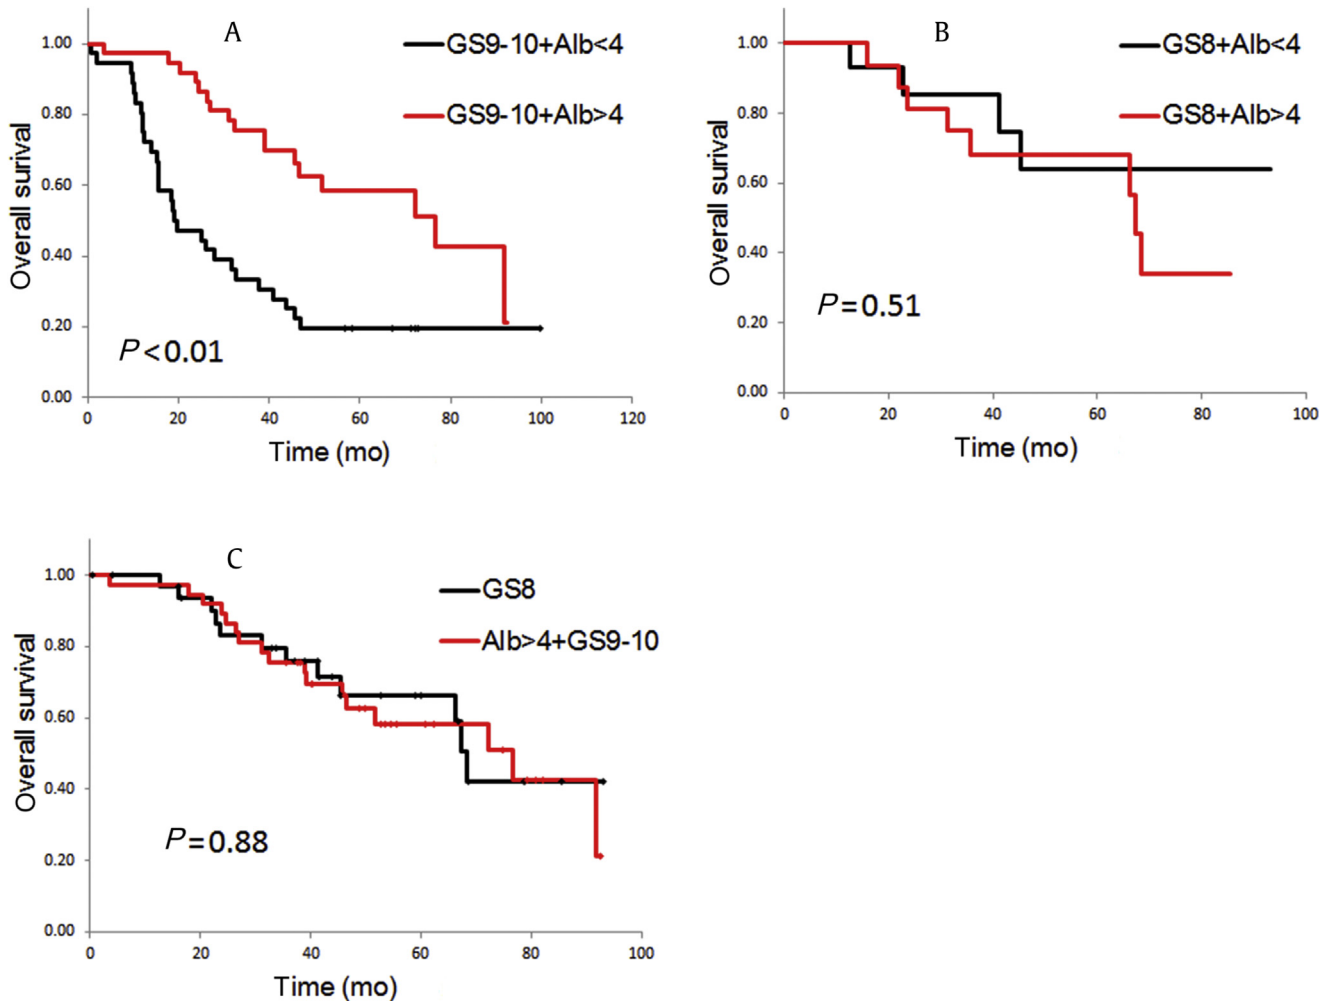 A
GS9-10+Alb<4
GS9-10+Alb>4
1.00
0.80
0.60
0.40
0.20
0.00
Overall surival
P<0.01
0 20 40 60 80 100 120
Time (mo)
B
GS8+Alb<4
GS8+Alb>4
1.00
0.80
0.60
0.40
0.20
0.00
Overall surival
P=0.51
0 20 40 60 80 100
Time (mo)
C
GS8
Alb>4+GS9-10
1.00
0.80
0.60
0.40
0.20
0.00
Overall survival
P=0.88
0 20 40 60 80 100
Time (mo)